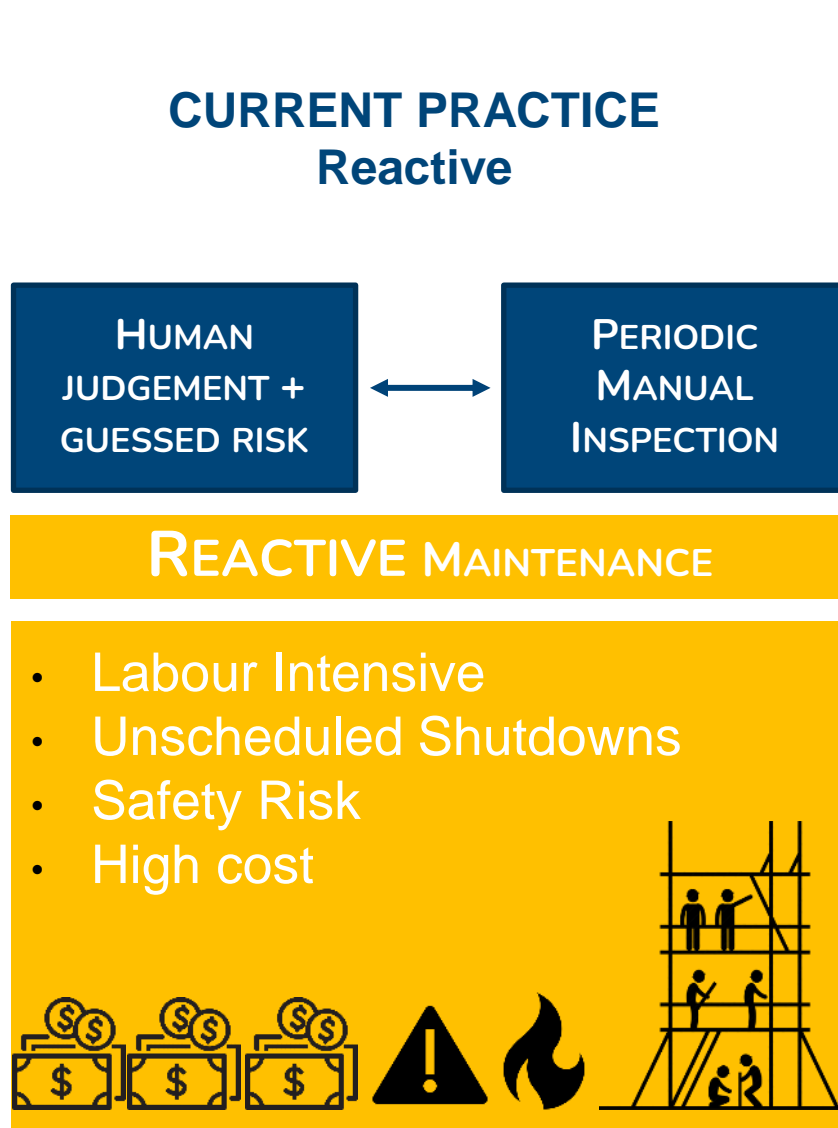 CURRENT PRACTICE
Reactive
HUMAN
JUDGEMENT +
GUESSED RISK
PERIODIC
MANUAL
INSPECTION
REACTIVE MAINTENANCE
• Labour Intensive
• Unscheduled Shutdowns
• Safety Risk
• High cost
$ $ $ $ $ $
$ $ $
!